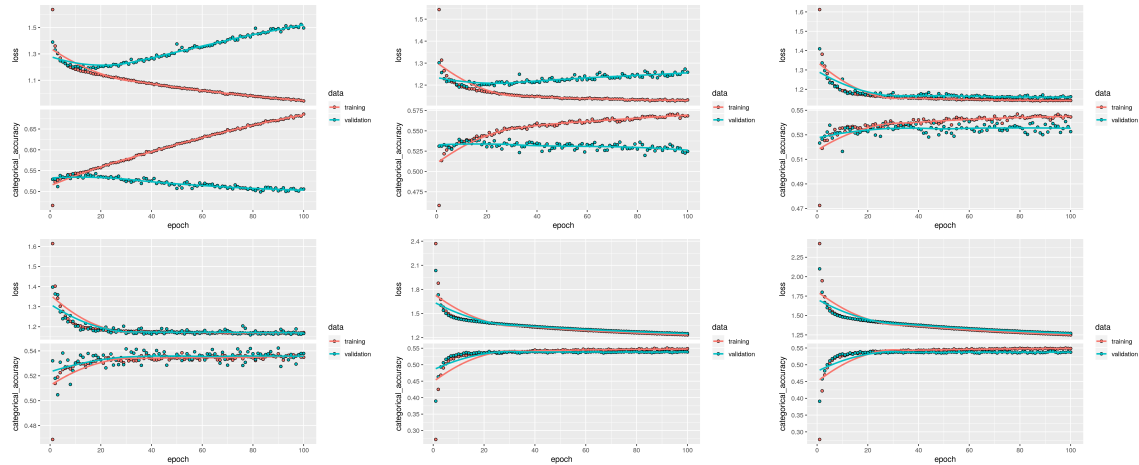 1.5
1.3
1.1
loss
0.65
0.60
0.55
0.50
categorical_accuracy
0 20 40 60 80 100
epoch
data
training
validation
1.5
1.4
1.3
1.2
1.1
loss
0.575
0.550
0.525
0.500
0.475
categorical_accuracy
0 20 40 60 80 100
epoch
data
training
validation
1.6
1.5
1.4
1.3
1.2
loss
0.55
0.53
0.51
0.49
0.47
categorical_accuracy
0 20 40 60 80 100
epoch
data
training
validation
1.6
1.5
1.4
1.3
1.2
loss
0.54
0.52
0.50
0.48
categorical_accuracy
0 20 40 60 80 100
epoch
data
training
validation
2.4
2.1
1.8
1.5
1.2
loss
0.55
0.50
0.45
0.40
0.35
0.30
categorical_accuracy
0 20 40 60 80 100
epoch
data
training
validation
2.25
2.00
1.75
1.50
1.25
loss
0.55
0.50
0.45
0.40
0.35
0.30
categorical_accuracy
0 20 40 60 80 100
epoch
data
training
validation